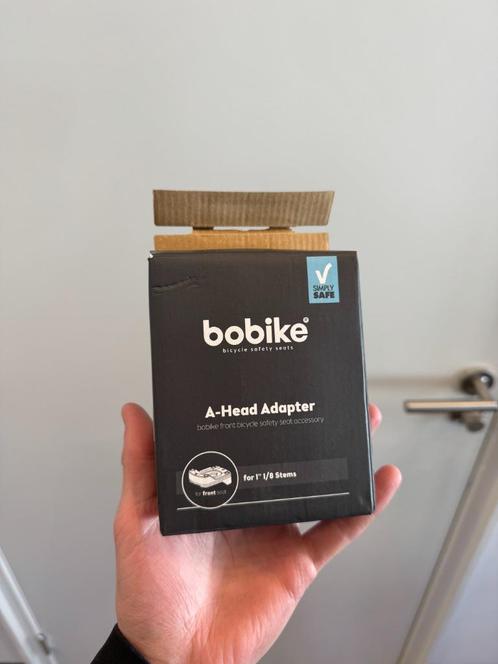 SIMPLY
SAFE
bobike®
bicycle safety seats
A-Head Adapter
bobike front bicycle safety seat accessory
for 1" 1/8 Stems
for front seat